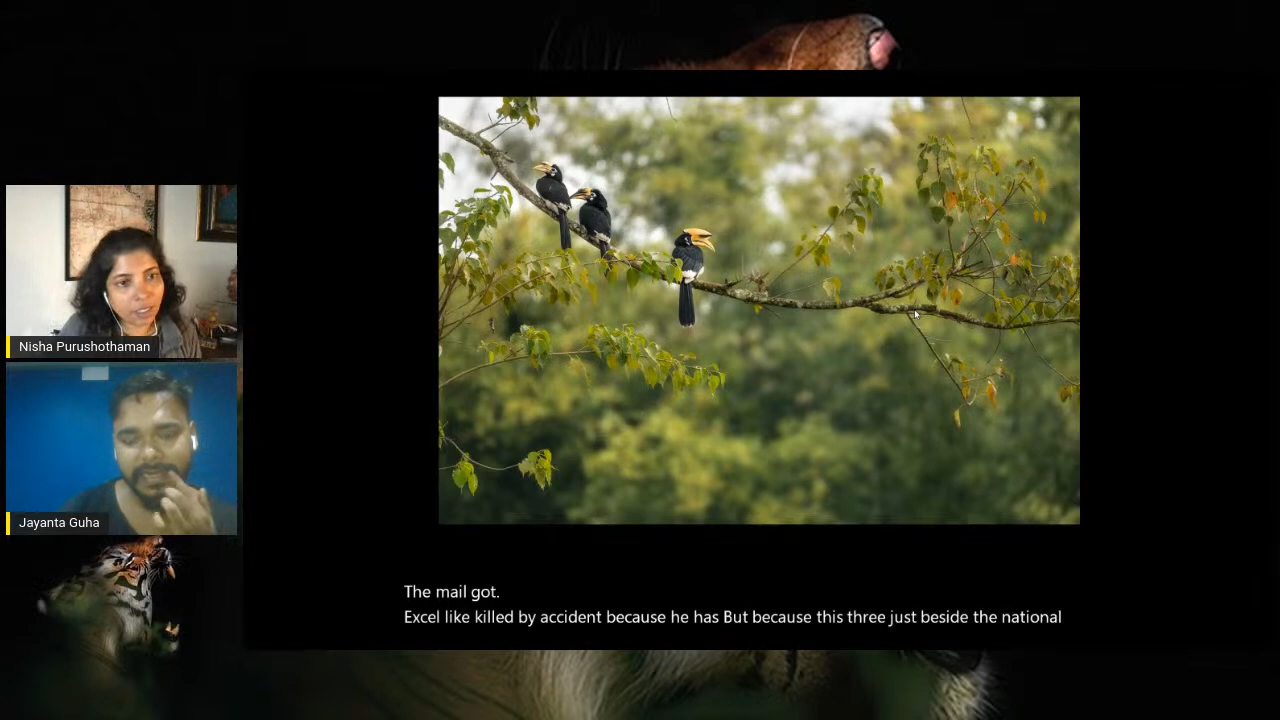 Nisha Purushothaman
Jayanta Guha
The mail got.
Excel like killed by accident because he has But because this three just beside the national